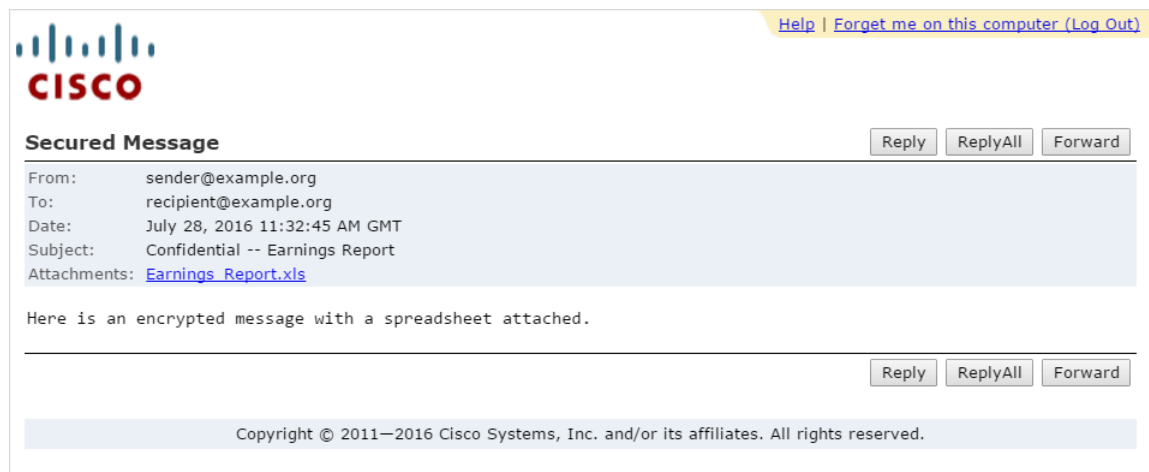 Help | Forget me on this computer (Log Out)
CISCO
Secured Message
Reply ReplyAll Forward
From: sender@example.org
To: recipient@example.org
Date: July 28, 2016 11:32:45 AM GMT
Subject: Confidential -- Earnings Report
Attachments: Earnings_Report.xls
Here is an encrypted message with a spreadsheet attached.
Reply ReplyAll Forward
Copyright © 2011—2016 Cisco Systems, Inc. and/or its affiliates. All rights reserved.